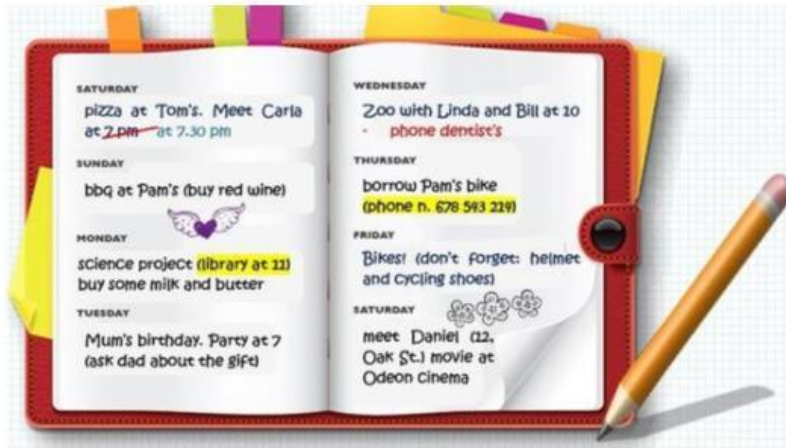 SATURDAY
pizza at Tom's. Meet Carla
at 7 pm at 7.30 pm
SUNDAY
bbq at Pam's (buy red wine)
MONDAY
science project (library at 11)
buy some milk and butter
TUESDAY
Mum's birthday. Party at 7
(ask dad about the gift)
WEDNESDAY
Zoo with Linda and Bill at 10
- phone dentist's
THURSDAY
borrow Pam's bike
(phone n. 678 543 219)
FRIDAY
Bikes! (don't forget: helmet
and cycling shoes)
SATURDAY
meet Daniel (12,
Oak St.) movie at
Odeon cinema